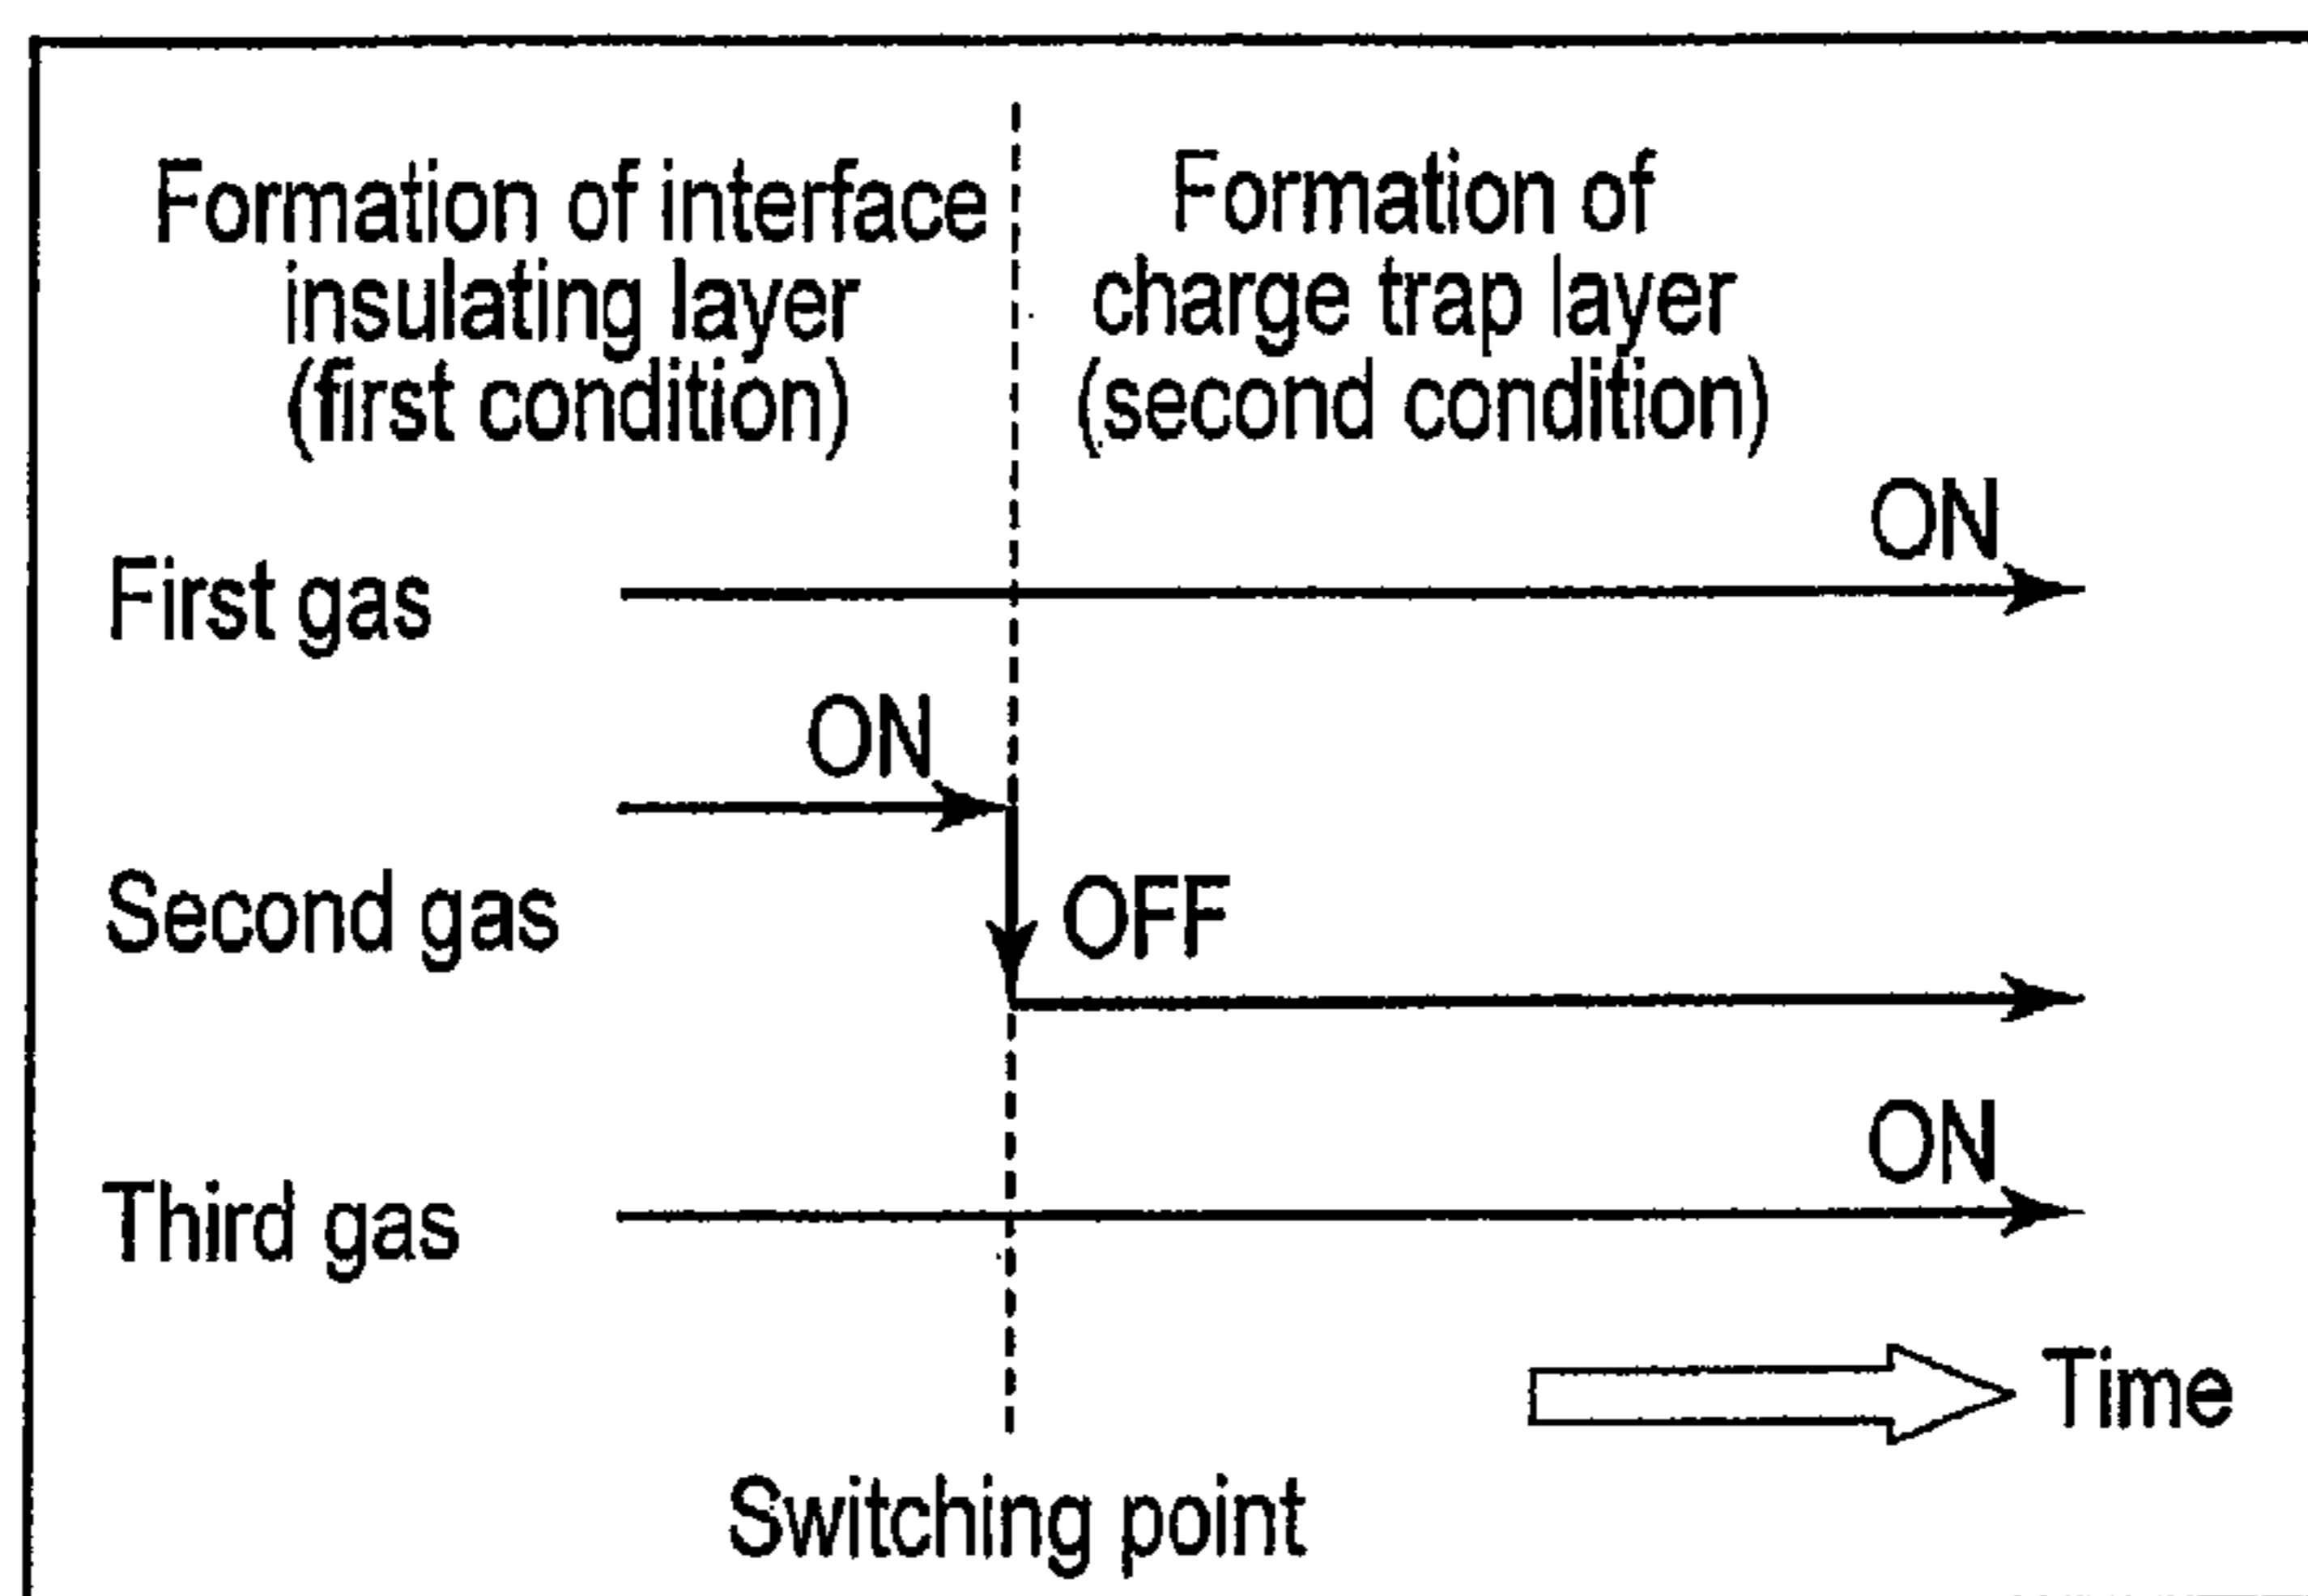 Formation of interface
insulating layer
(first condition)
Formation of
charge trap layer
(second condition)
ON
First gas
ON
Second gas
OFF
ON
Third gas
Time
Switching point